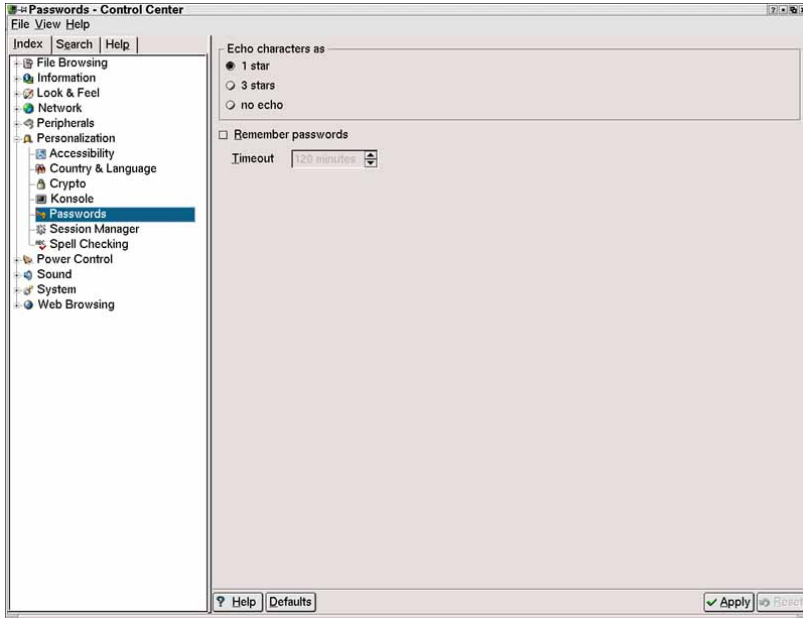 Passwords - Control Center
File View Help
Index Search Help
File Browsing
Information
Look & Feel
Network
Peripherals
Personalization
Accessibility
Country & Language
Crypto
Konsole
Passwords
Session Manager
Spell Checking
Power Control
Sound
System
Web Browsing
Echo characters as
1 star
3 stars
no echo
Remember passwords
Timeout 120 minutes
? Help Defaults Apply Reset